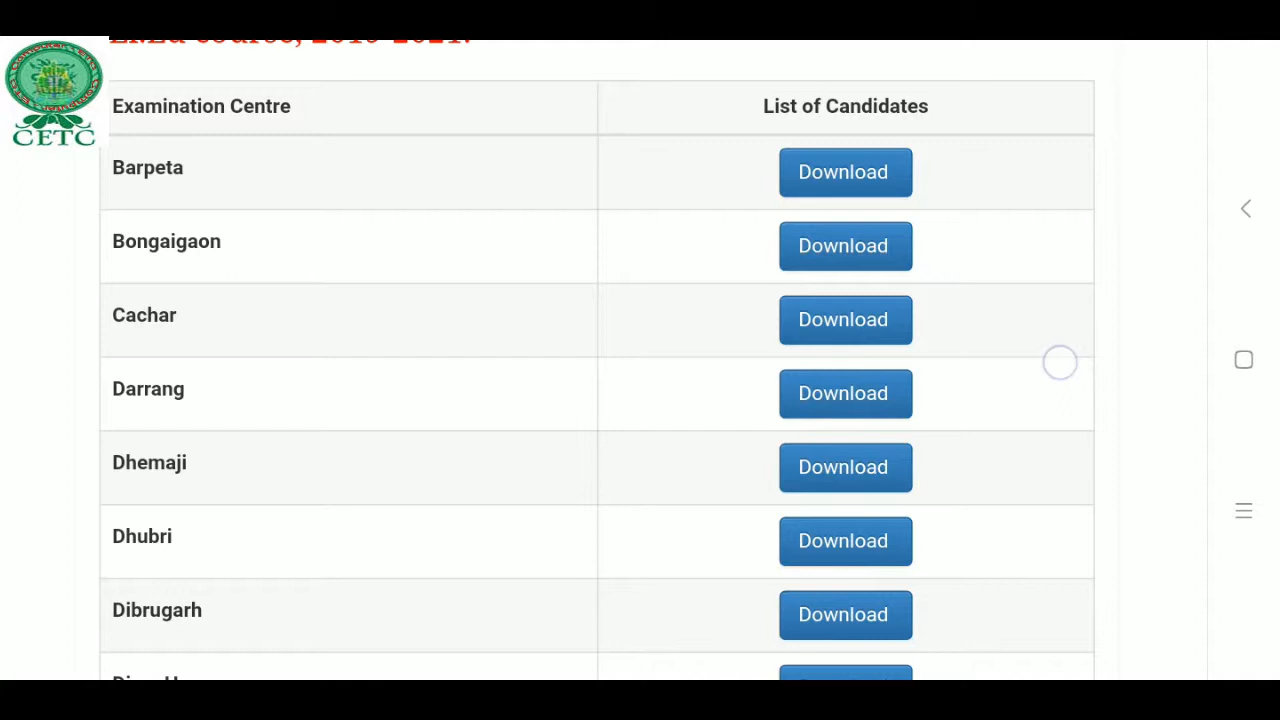 course,
CETC
Examination Centre
List of Candidates
Barpeta
Download
Bongaigaon
Download
Cachar
Download
Darrang
Download
Dhemaji
Download
Dhubri
Download
Dibrugarh
Download